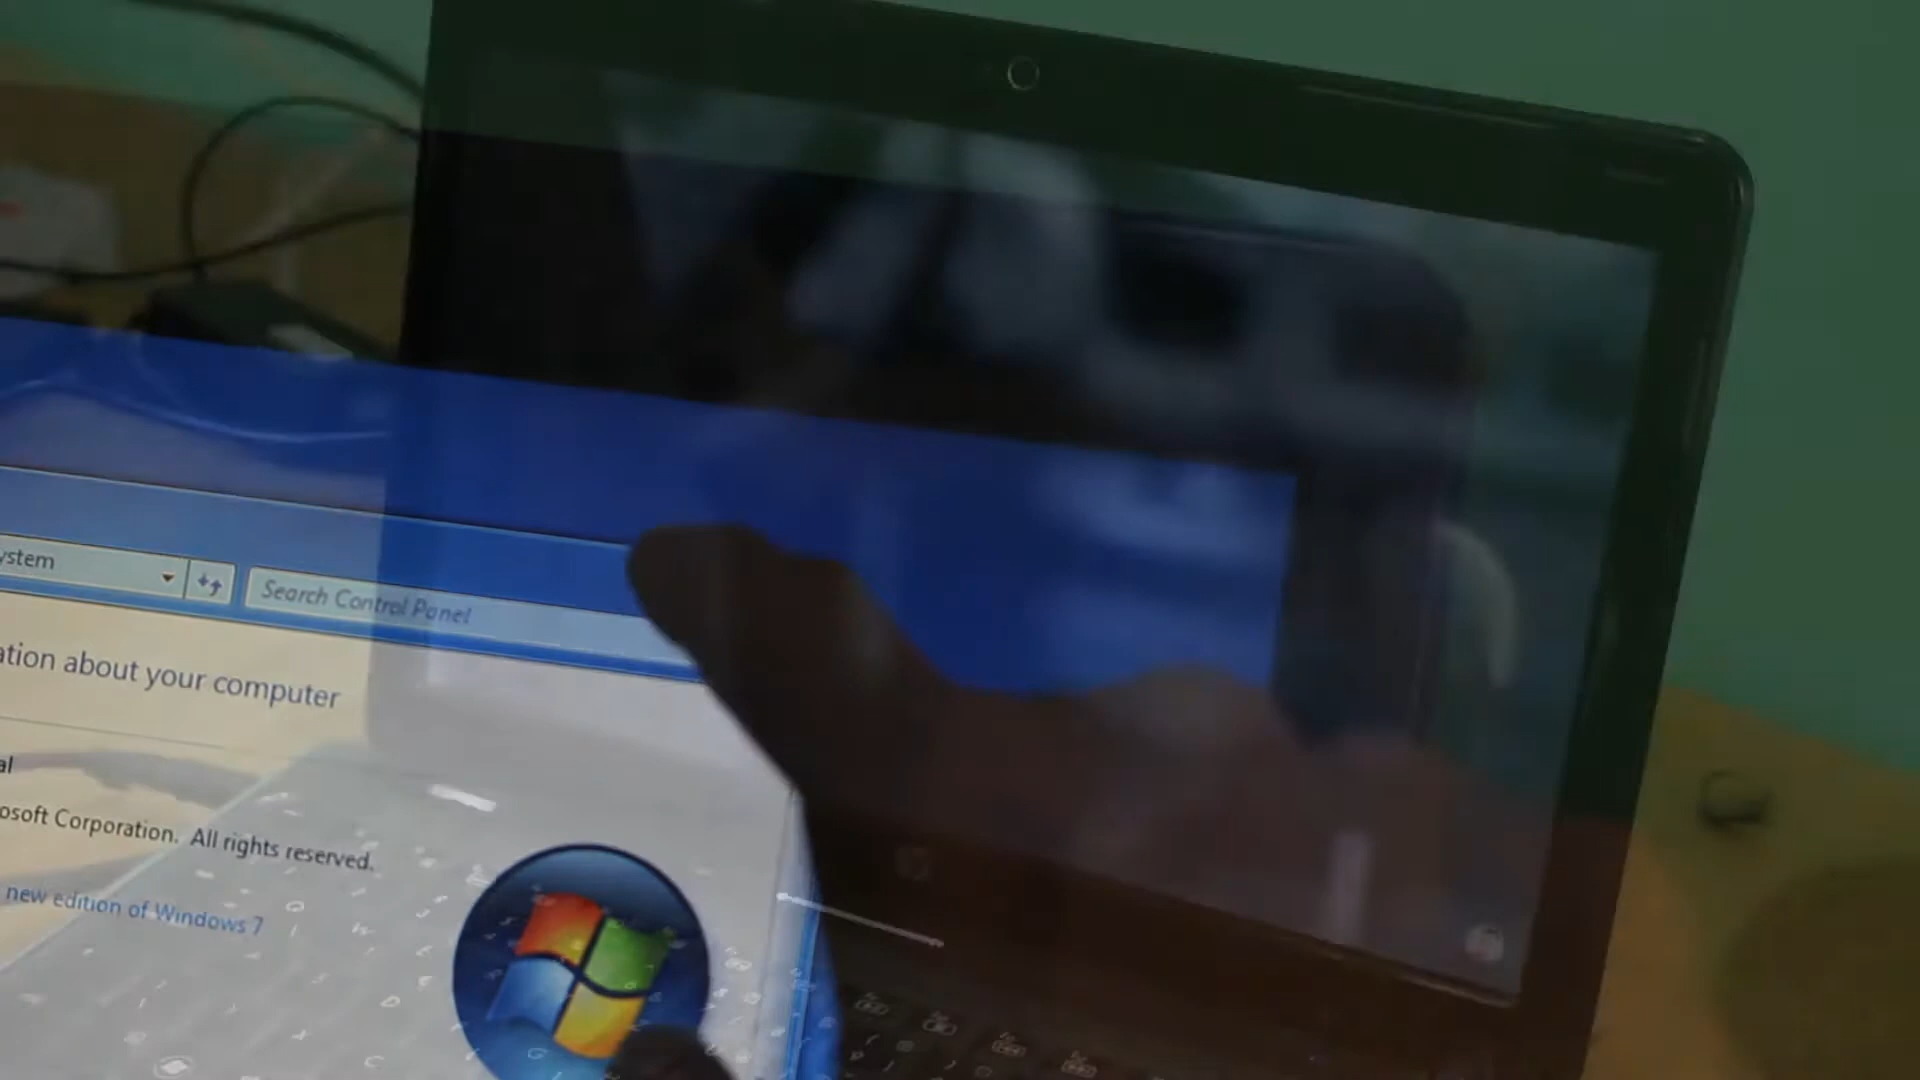 ystem
Search Control Panel
ation about your computer
al
osoft Corporation. All rights reserved.
new edition of Windows 7